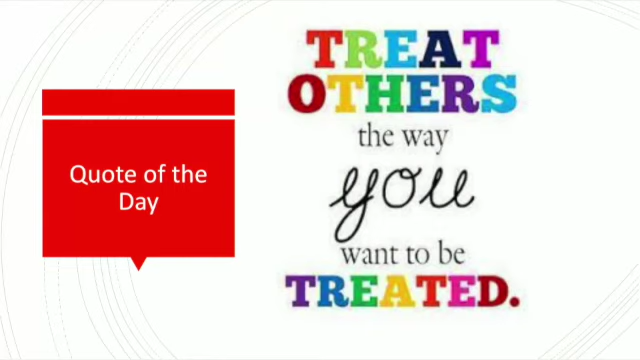 Quote of the
Day
TREAT
OTHERS
the way
you
want to be
TREATED.